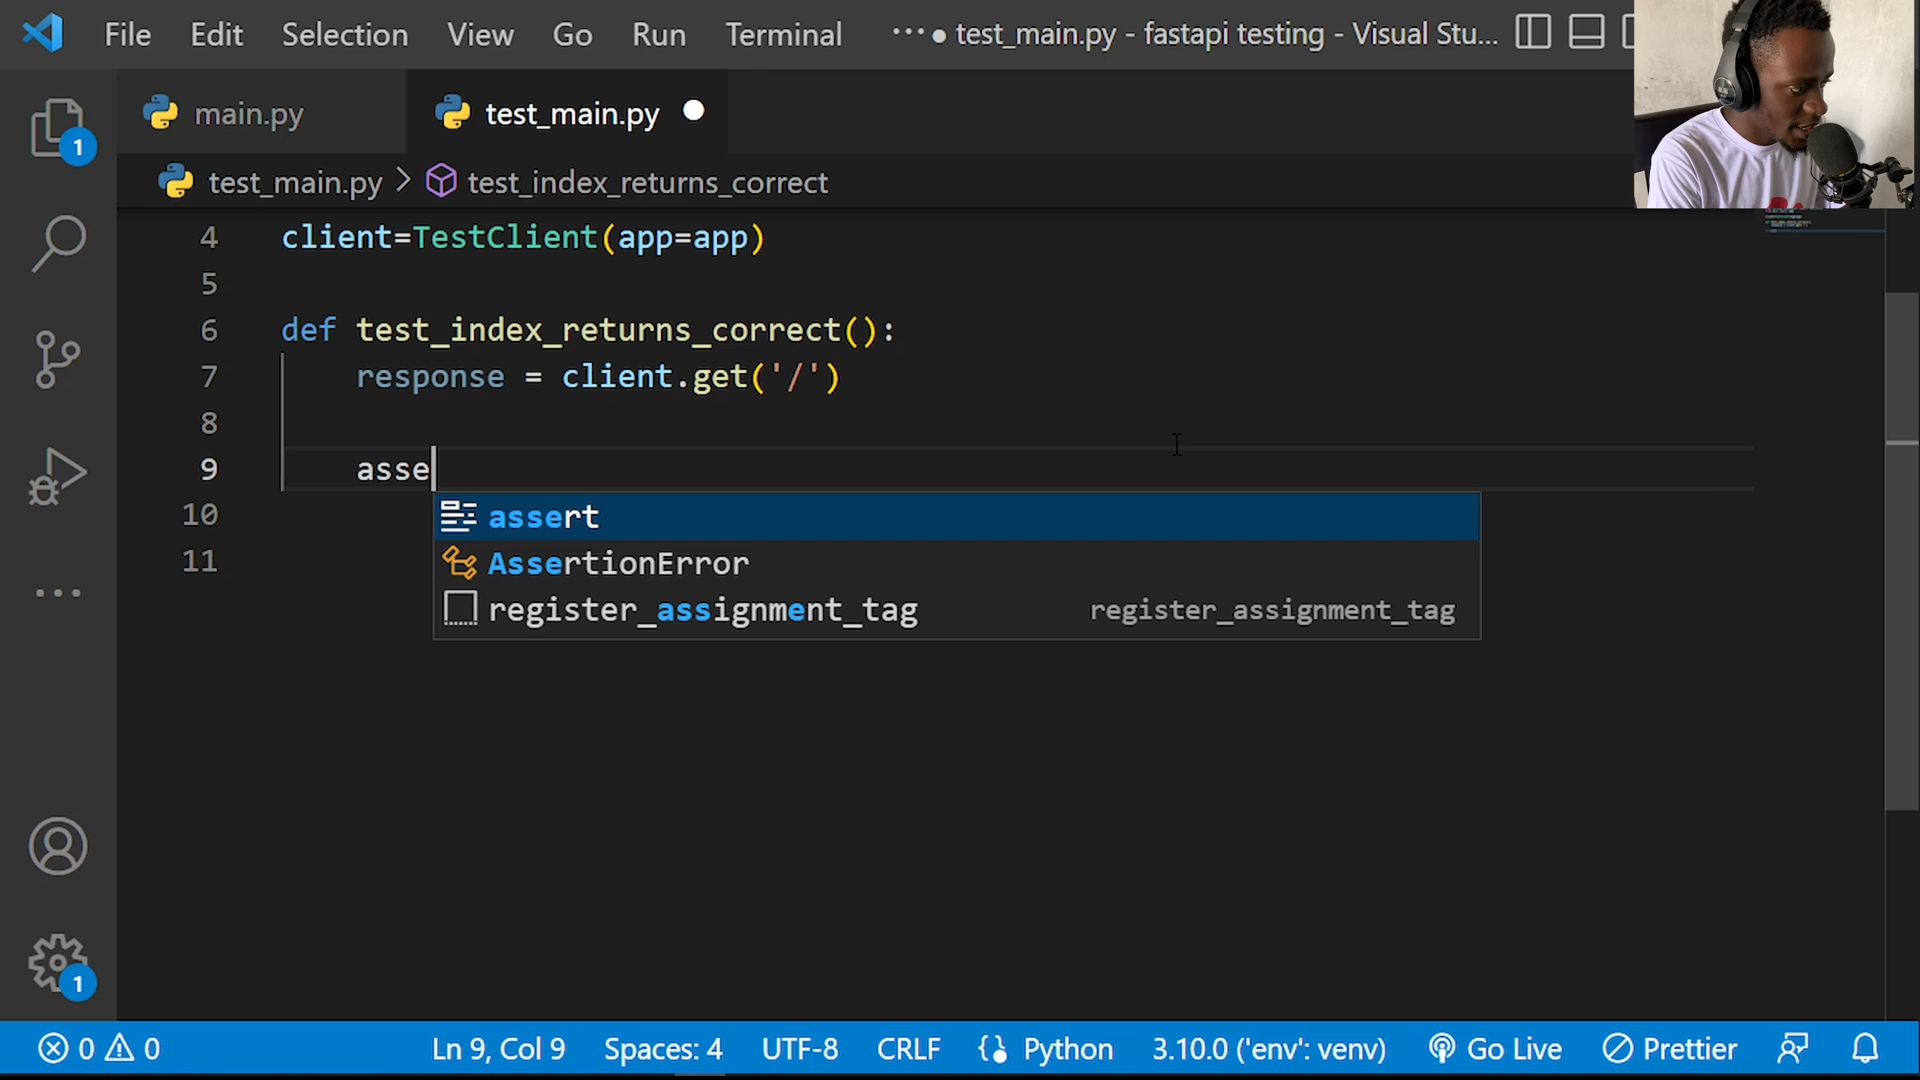 File Edit Selection View Go Run Terminal ··· ● test_main.py - fastapi testing - Visual Stu...
main.py test_main.py
1
test_main.py > test_index_returns_correct
4 client=TestClient(app=app)
5
6 def test_index_returns_correct():
7 response = client.get('/')
8
9 asse
10 assert
AssertionError
11
register_assignment_tag register_assignment_tag
1
0 0 Ln 9, Col 9 Spaces: 4 UTF-8 CRLF Python 3.10.0 ('env': venv) Go Live Prettier